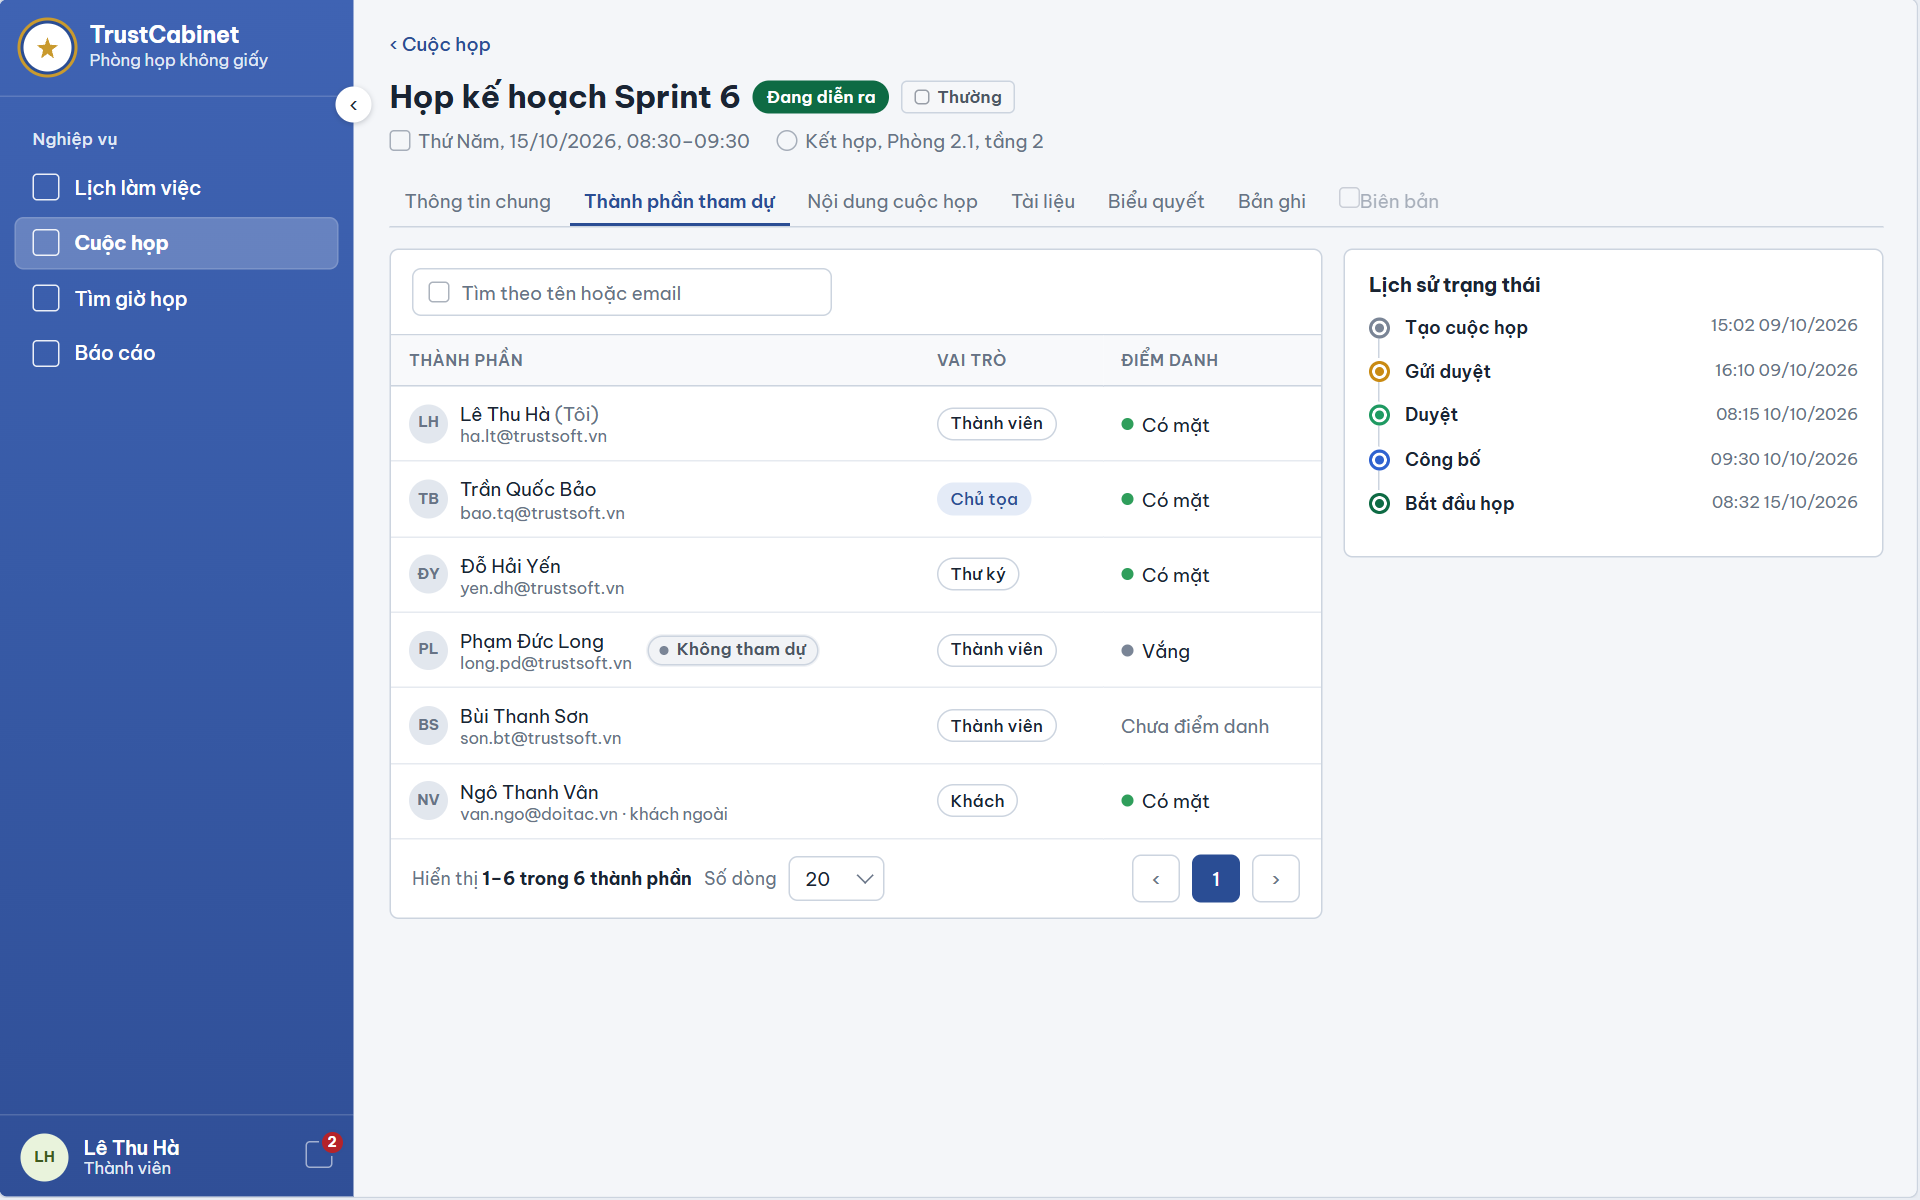 TrustCabinet
Phòng họp không giấy
Nghiệp vụ
Lịch làm việc
Cuộc họp
Tìm giờ họp
Báo cáo
LH
Lê Thu Hà
Thành viên
2
‹ Cuộc họp
Họp kế hoạch Sprint 6
Đang diễn ra
Thường
Thứ Năm, 15/10/2026, 08:30–09:30
Kết hợp, Phòng 2.1, tầng 2
Thông tin chung
Thành phần tham dự
Nội dung cuộc họp
Tài liệu
Biểu quyết
Bản ghi
Biên bản
Tìm theo tên hoặc email
THÀNH PHẦN VAI TRÒ ĐIỂM DANH
LH Lê Thu Hà (Tôi) Thành viên Có mặt
ha.lt@trustsoft.vn
TB Trần Quốc Bảo Chủ tọa Có mặt
bao.tq@trustsoft.vn
ĐY Đỗ Hải Yến Thư ký Có mặt
yen.dh@trustsoft.vn
PL Phạm Đức Long Không tham dự Thành viên Vắng
long.pd@trustsoft.vn
BS Bùi Thanh Sơn Thành viên Chưa điểm danh
son.bt@trustsoft.vn
NV Ngô Thanh Vân Khách Có mặt
van.ngo@doitac.vn · khách ngoài
Hiển thị 1–6 trong 6 thành phần Số dòng 20 ‹ 1 ›
Lịch sử trạng thái
Tạo cuộc họp 15:02 09/10/2026
Gửi duyệt 16:10 09/10/2026
Duyệt 08:15 10/10/2026
Công bố 09:30 10/10/2026
Bắt đầu họp 08:32 15/10/2026